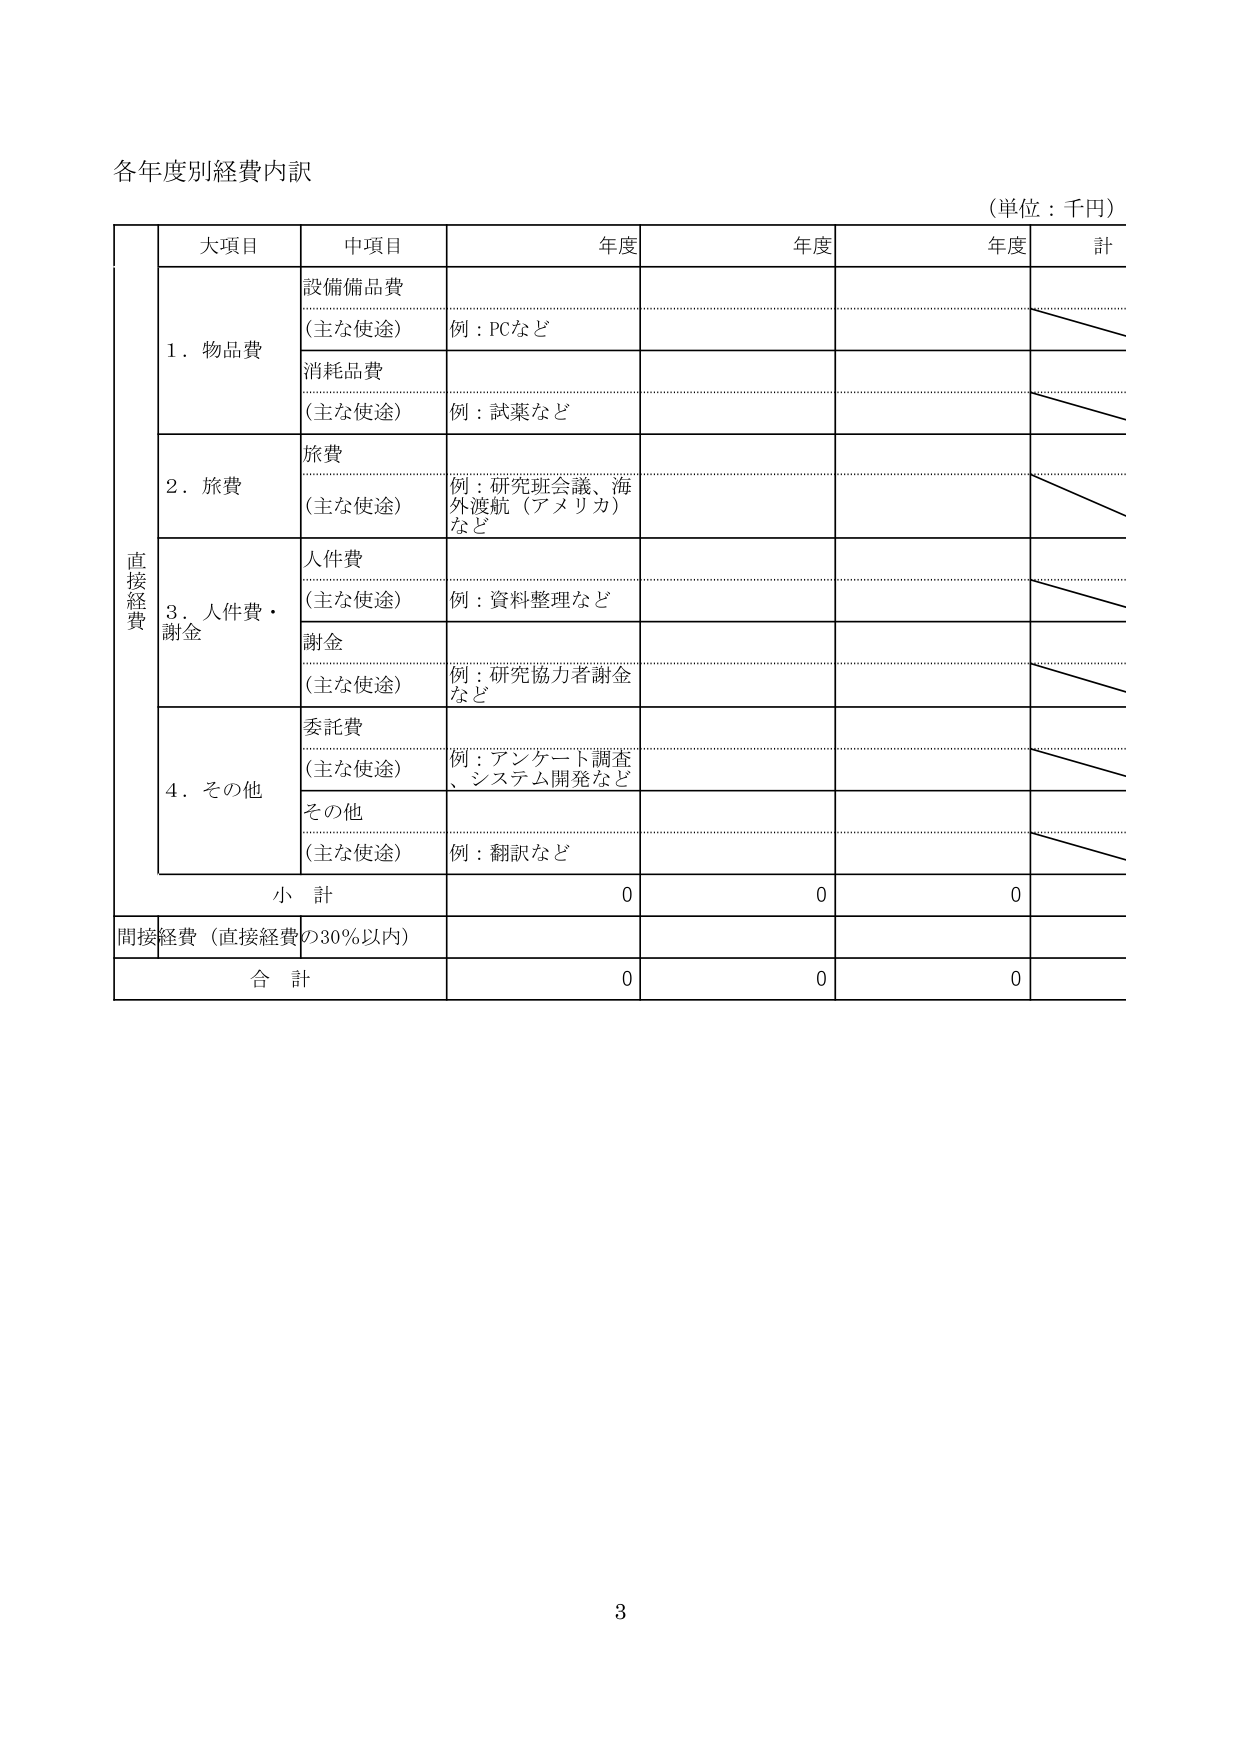 各年度別経費内訳
（単位：千円）
大項目 中項目 年度 年度 年度 計
直接経費
１．物品費
設備備品費
（主な使途） 例：PCなど
消耗品費
（主な使途） 例：試薬など
２．旅費
旅費
（主な使途） 例：研究班会議、海
外渡航（アメリカ）
など
３．人件費・
謝金
人件費
（主な使途） 例：資料整理など
謝金
（主な使途） 例：研究協力者謝金
など
４．その他
委託費
（主な使途） 例：アンケート調査
、システム開発など
その他
（主な使途） 例：翻訳など
小　計 0 0 0
間接経費（直接経費の30％以内）
合　計 0 0 0
3